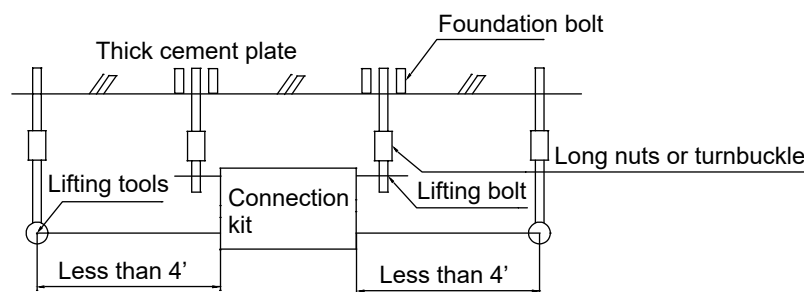 Foundation bolt
Thick cement plate
Long nuts or turnbuckle
Lifting tools
Connection
kit
Lifting bolt
Less than 4’
Less than 4’